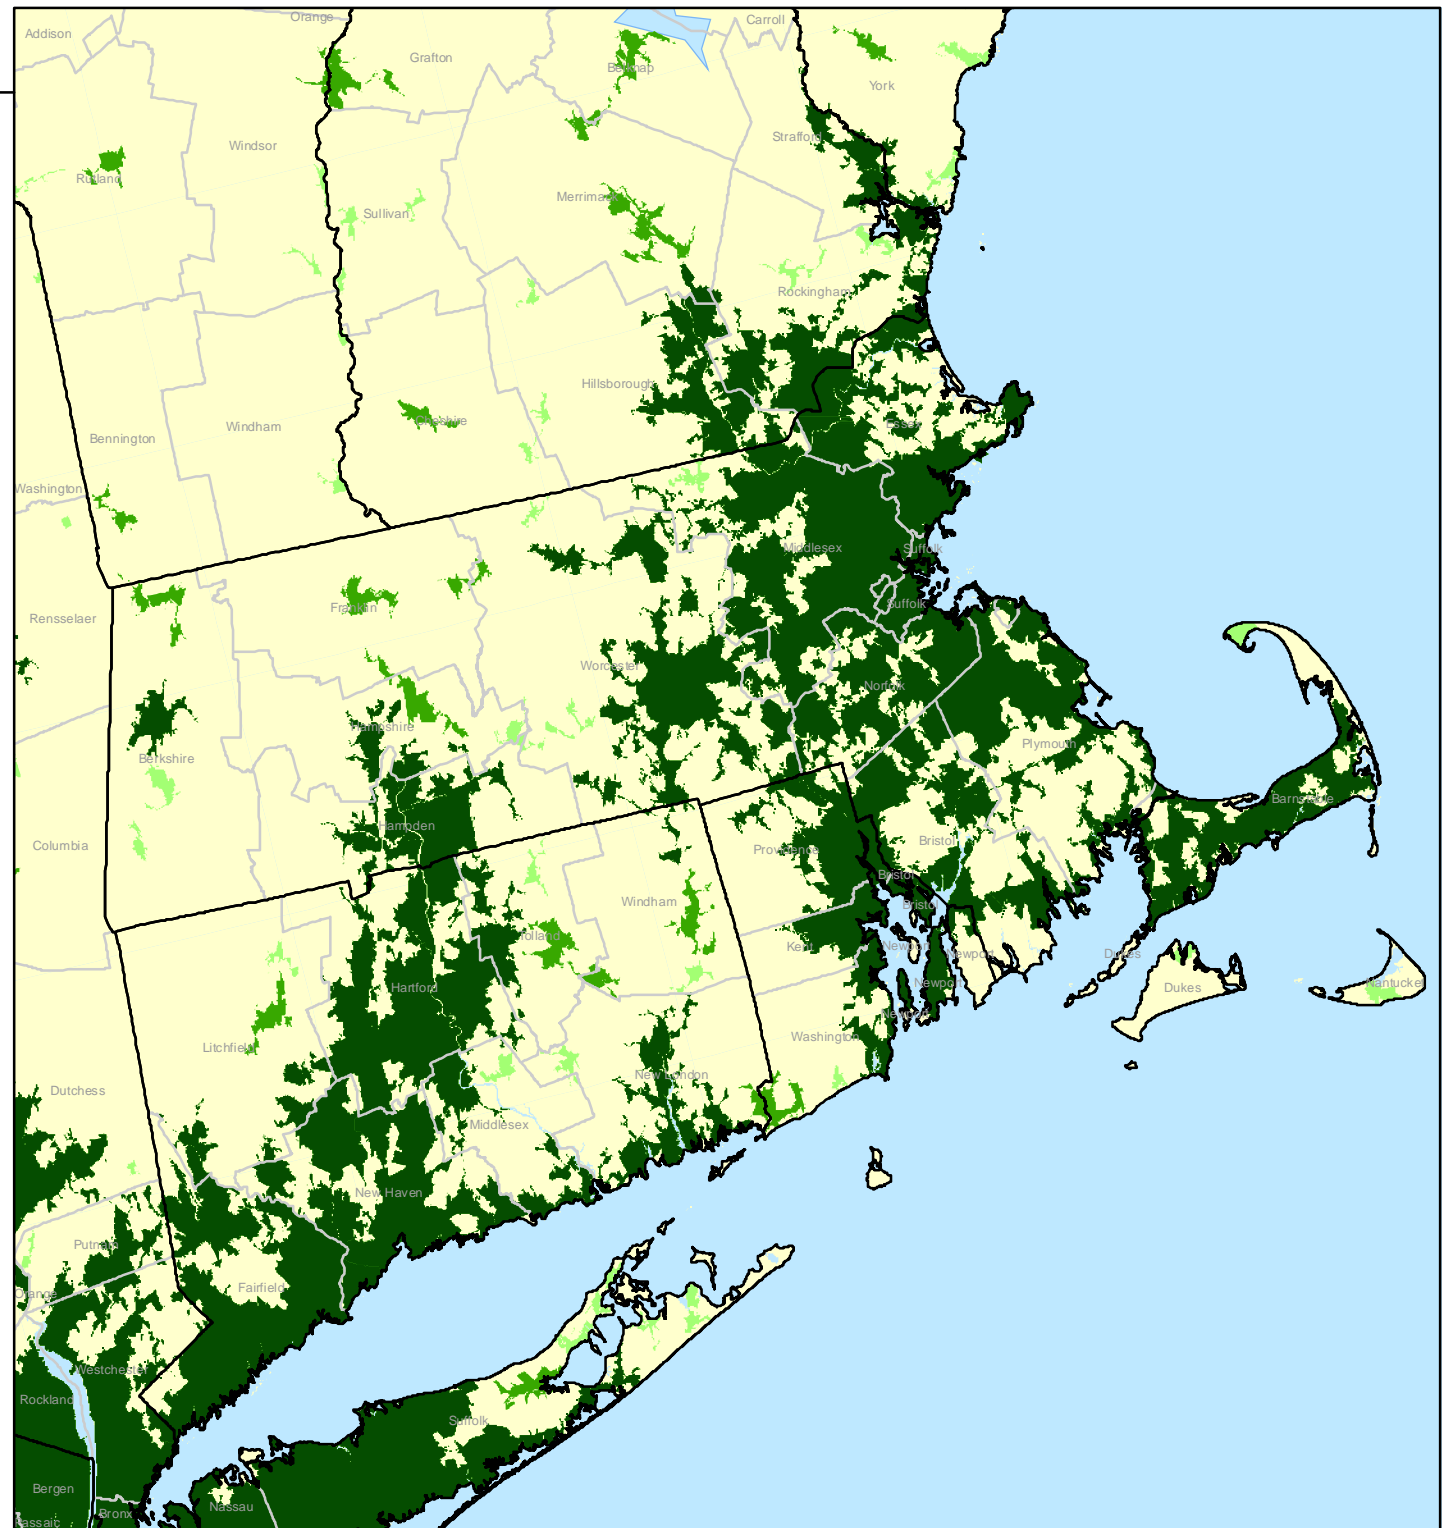 Orange
Carroll
Addison
Grafton
Belknap
York
Strafford
Windsor
Rutland
Merrimack
Sullivan
Rockingham
Hillsborough
Cheshire
Essex
Windham
Bennington
Washington
Middlesex
Suffolk
Suffolk
Franklin
Rensselaer
Worcester
Norfolk
Hampshire
Plymouth
Berkshire
Barnstable
Hampden
Bristol
Columbia
Providence
Bristol
Windham
Bristol
Tolland
Kent
Newport
Newport
Dukes
Newport
Hartford
Dukes
Nantucket
Newport
Washington
Litchfield
New London
Dutchess
Middlesex
New Haven
Putnam
Fairfield
Orange
Westchester
Rockland
Suffolk
Bergen
Nassau
Bronx
Passaic